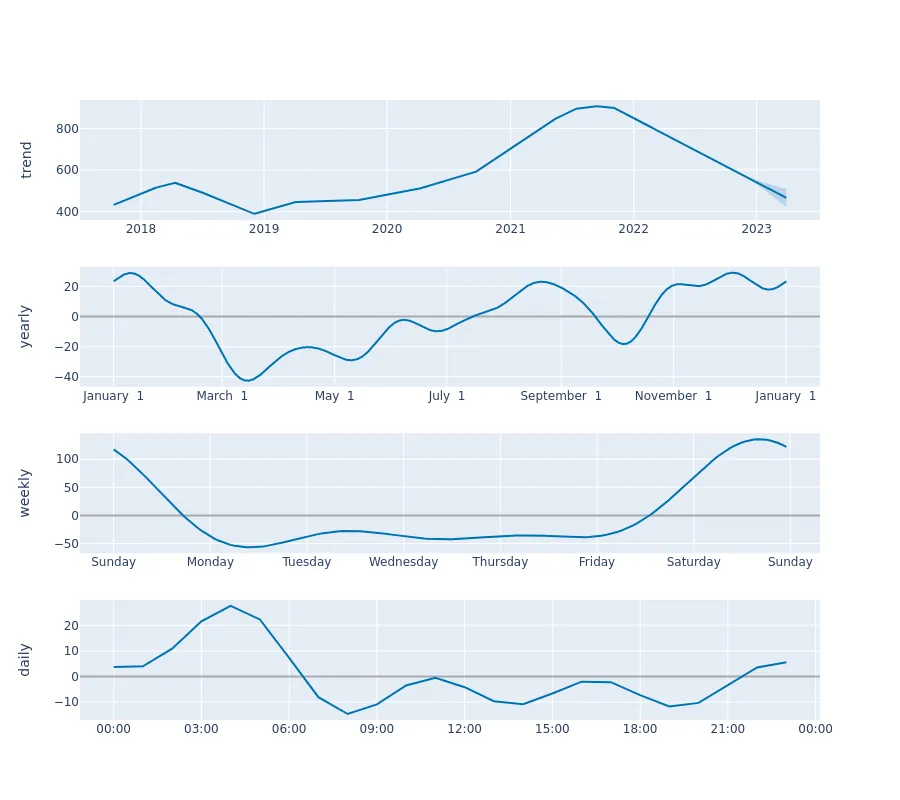 trend
800
600
400
2018 2019 2020 2021 2022 2023
yearly
20
0
−20
−40
January 1 March 1 May 1 July 1 September 1 November 1 January 1
weekly
100
50
0
−50
Sunday Monday Tuesday Wednesday Thursday Friday Saturday Sunday
daily
20
10
0
−10
00:00 03:00 06:00 09:00 12:00 15:00 18:00 21:00 00:00